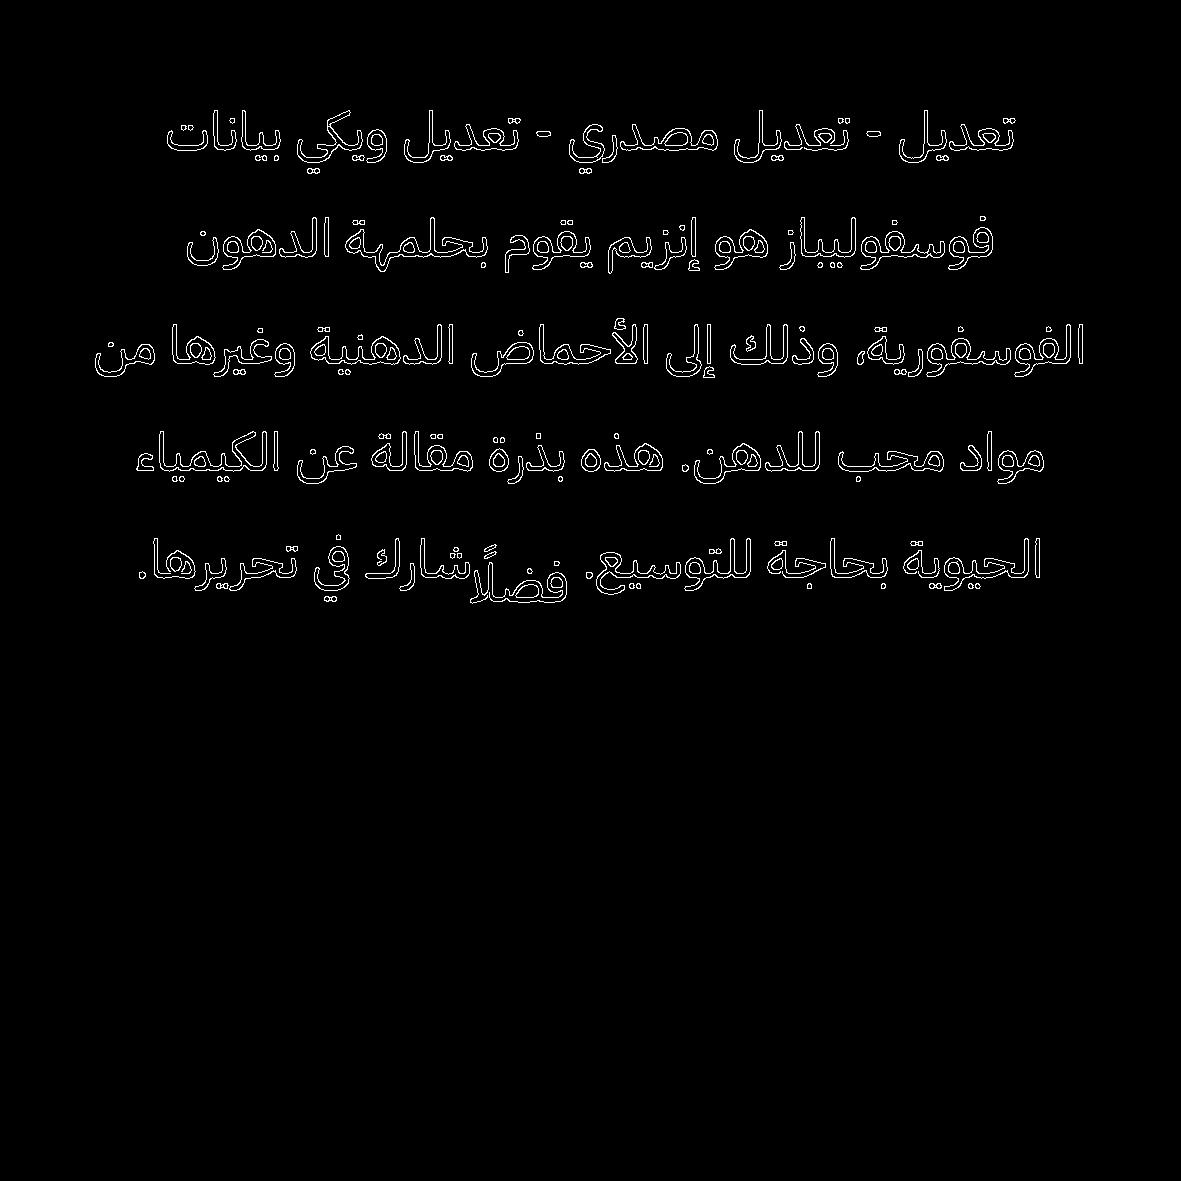 تعديل - تعديل مصدري - تعديل ويكي بيانات
فوسفوليباز هو إنزيم يقوم بحلمهة الدهون
الفوسفورية، وذلك إلى الأحماض الدهنية وغيرها من
مواد محب للدهن. هذه بذرة مقالة عن الكيمياء
الحيوية بحاجة للتوسيع. فضلًا شارك في تحريرها.